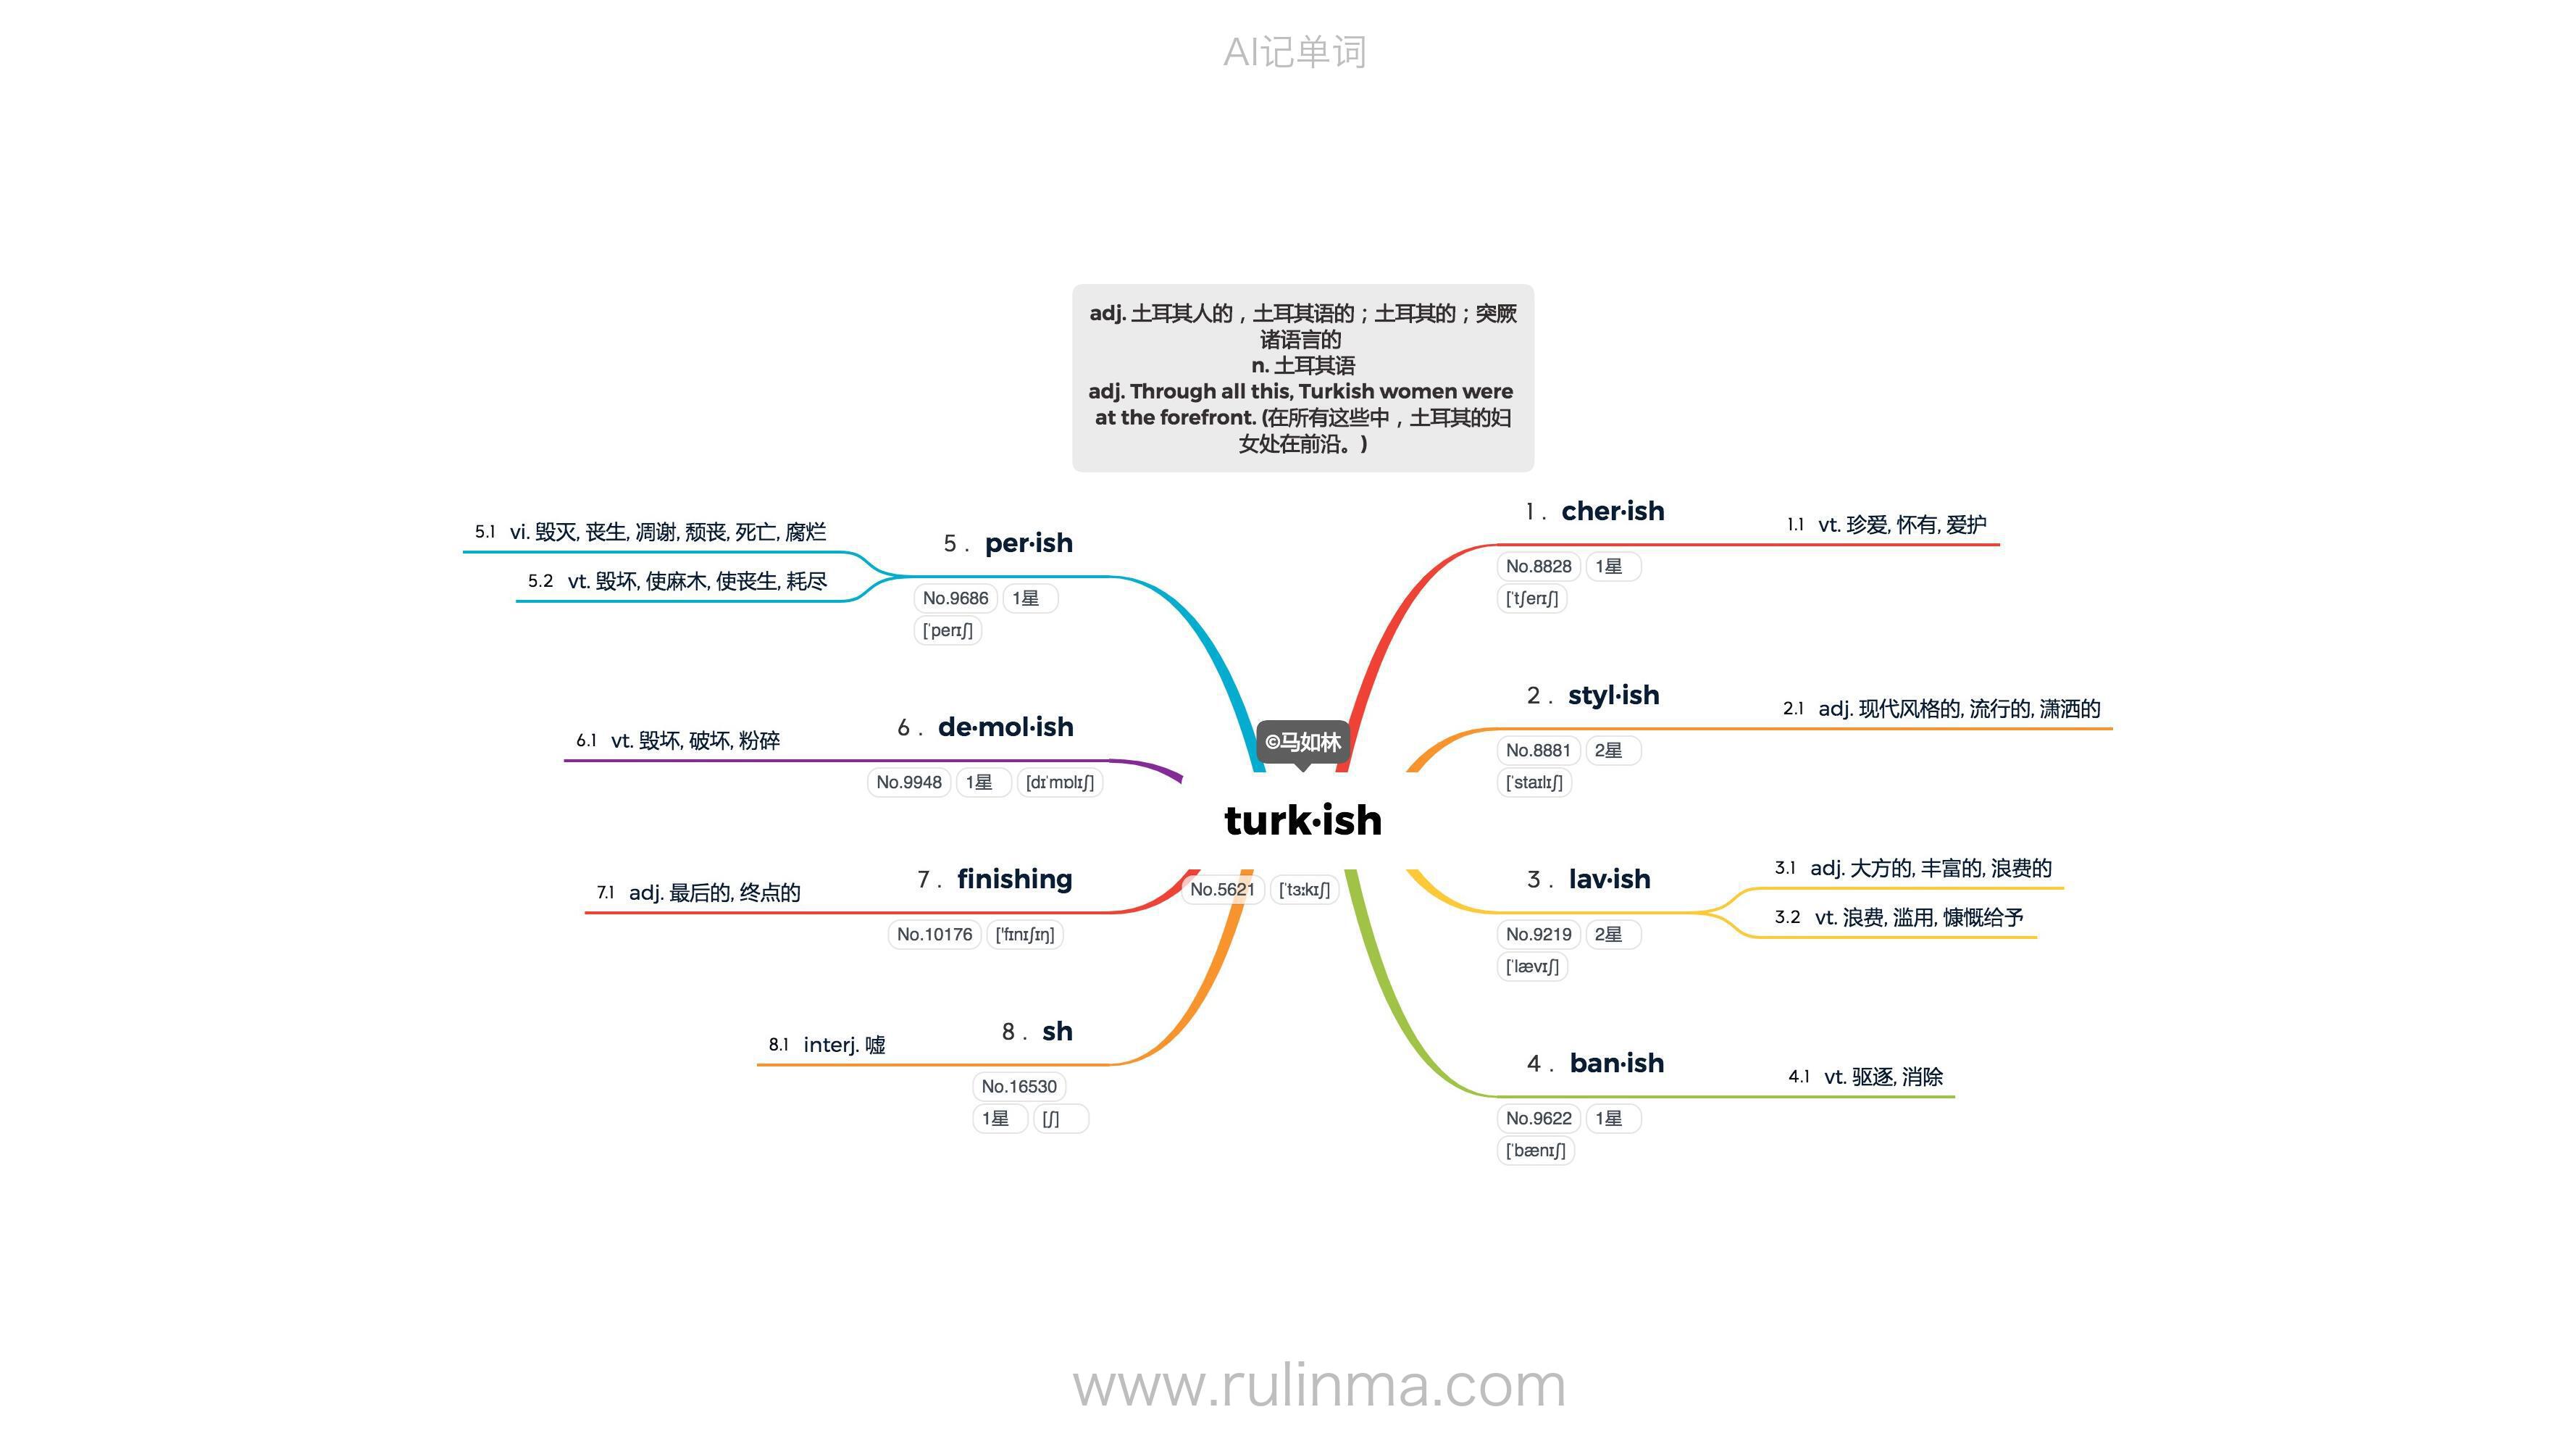 AI记单词
adj. 土耳其人的，土耳其语的；土耳其的；突厥
诸语言的
n. 土耳其语
adj. Through all this, Turkish women were
at the forefront. (在所有这些中，土耳其的妇
女处在前沿。)
©马如林
turk·ish
No.5621 [ˈtɜːkɪʃ]
1. cher·ish
No.8828 1星
[ˈtʃerɪʃ]
1.1 vt. 珍爱, 怀有, 爱护
2. styl·ish
No.8881 2星
[ˈstaɪlɪʃ]
2.1 adj. 现代风格的, 流行的, 潇洒的
3. lav·ish
No.9219 2星
[ˈlævɪʃ]
3.1 adj. 大方的, 丰富的, 浪费的
3.2 vt. 浪费, 滥用, 慷慨给予
4. ban·ish
No.9622 1星
[ˈbænɪʃ]
4.1 vt. 驱逐, 消除
5. per·ish
No.9686 1星
[ˈperɪʃ]
5.1 vi. 毁灭, 丧生, 凋谢, 颓丧, 死亡, 腐烂
5.2 vt. 毁坏, 使麻木, 使丧生, 耗尽
6. de·mol·ish
No.9948 1星 [dɪˈmɒlɪʃ]
6.1 vt. 毁坏, 破坏, 粉碎
7. finishing
No.10176 [ˈfɪnɪʃɪŋ]
7.1 adj. 最后的, 终点的
8. sh
No.16530
1星 [ʃ]
8.1 interj. 嘘
www.rulinma.com